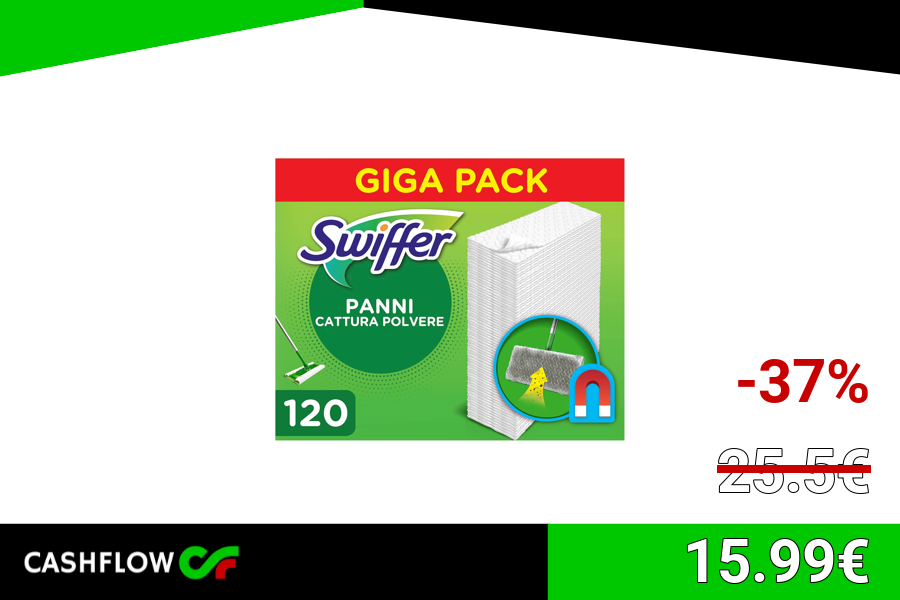 GIGA PACK
Swiffer
PANNI
CATTURA POLVERE
120
-37%
25.5€
CASHFLOW
15.99€